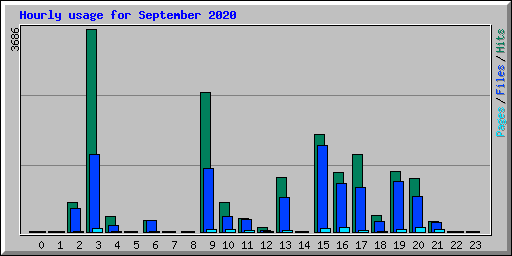 Hourly usage for September 2020
3686
Pages/Files/Hits
0 1 2 3 4 5 6 7 8 9 10 11 12 13 14 15 16 17 18 19 20 21 22 23